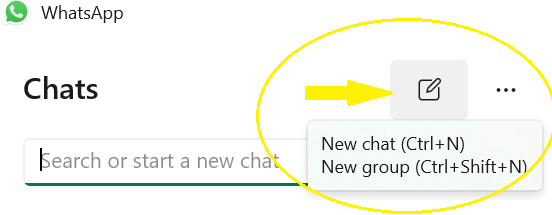 WhatsApp
Chats
Search or start a new chat
New chat (Ctrl+N)
New group (Ctrl+Shift+N)